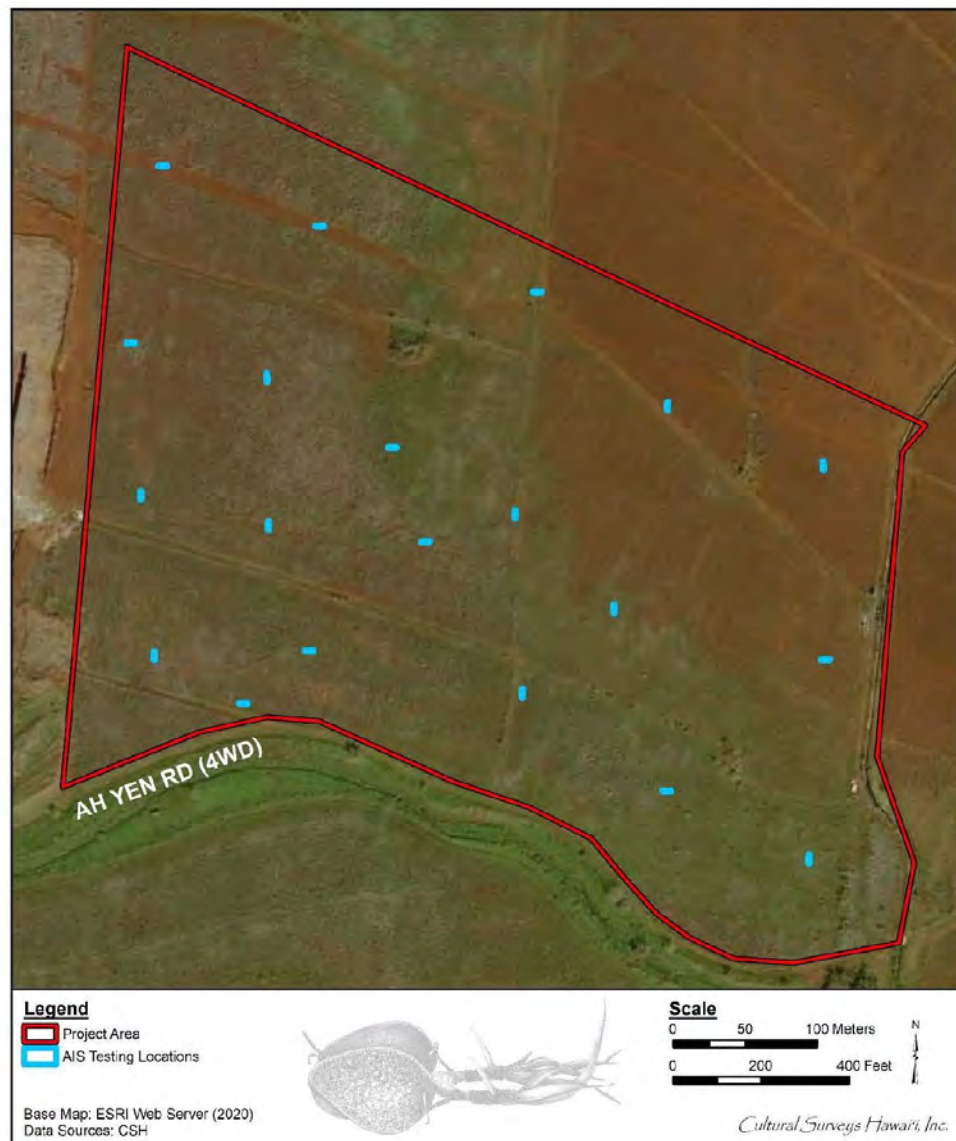 AH YEN RD (4WD)
Legend
Project Area
AIS Testing Locations
Base Map: ESRI Web Server (2020)
Data Sources: CSH
Scale
0 50 100 Meters
0 200 400 Feet
N
Cultural Surveys Hawai'i, Inc.